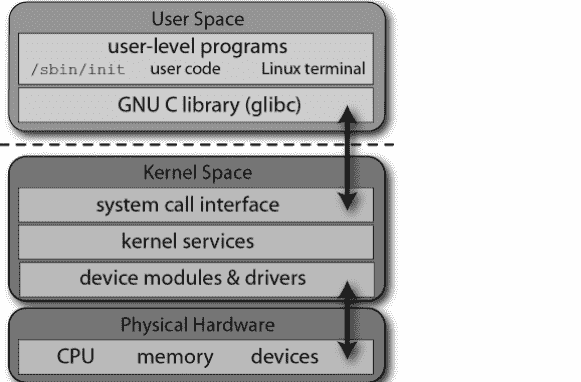 User Space
user-level programs
/sbin/init user code Linux terminal
GNU C library (glibc)
Kernel Space
system call interface
kernel services
device modules & drivers
Physical Hardware
CPU memory devices